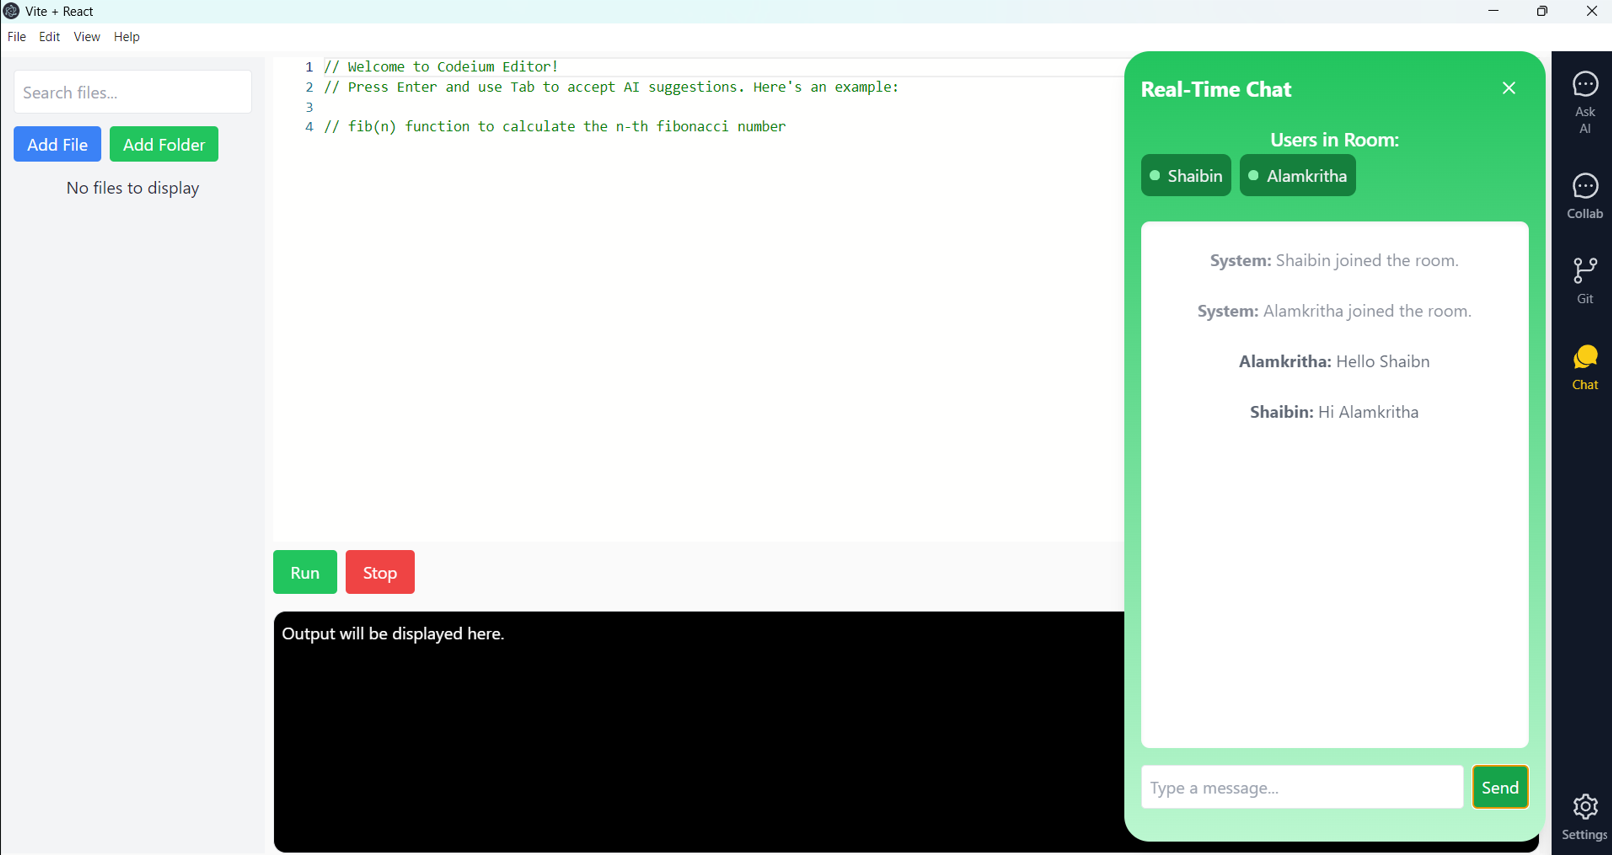 Vite + React
File Edit View Help
Search files...
Add File Add Folder
No files to display
1 // Welcome to Codeium Editor!
2 // Press Enter and use Tab to accept AI suggestions. Here's an example:
3
4 // fib(n) function to calculate the n-th fibonacci number
Run Stop
Output will be displayed here.
Real-Time Chat
Users in Room:
Shaibin Alamkritha
System: Shaibin joined the room.
System: Alamkritha joined the room.
Alamkritha: Hello Shaibn
Shaibin: Hi Alamkritha
Type a message... Send
Ask
AI
Collab
Git
Chat
Settings